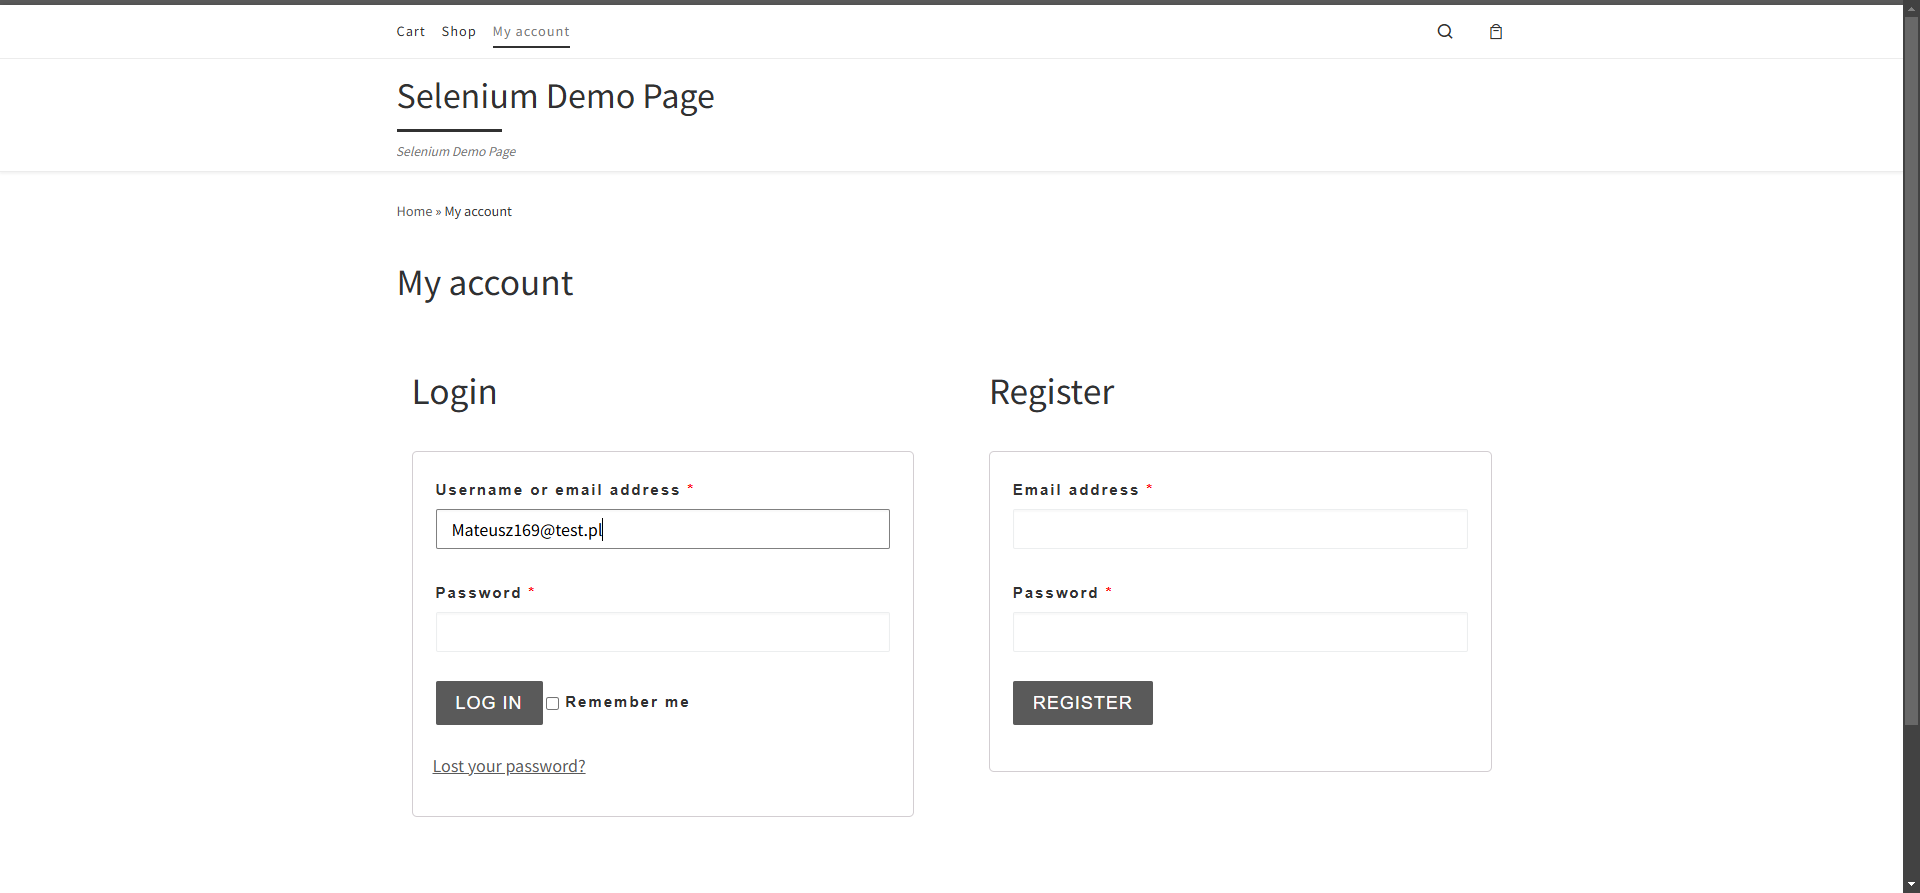 Cart Shop My account
Selenium Demo Page
Selenium Demo Page
Home » My account
My account
Login
Username or email address *
Mateusz169@test.pl
Password *
LOG IN Remember me
Lost your password?
Register
Email address *
Password *
REGISTER